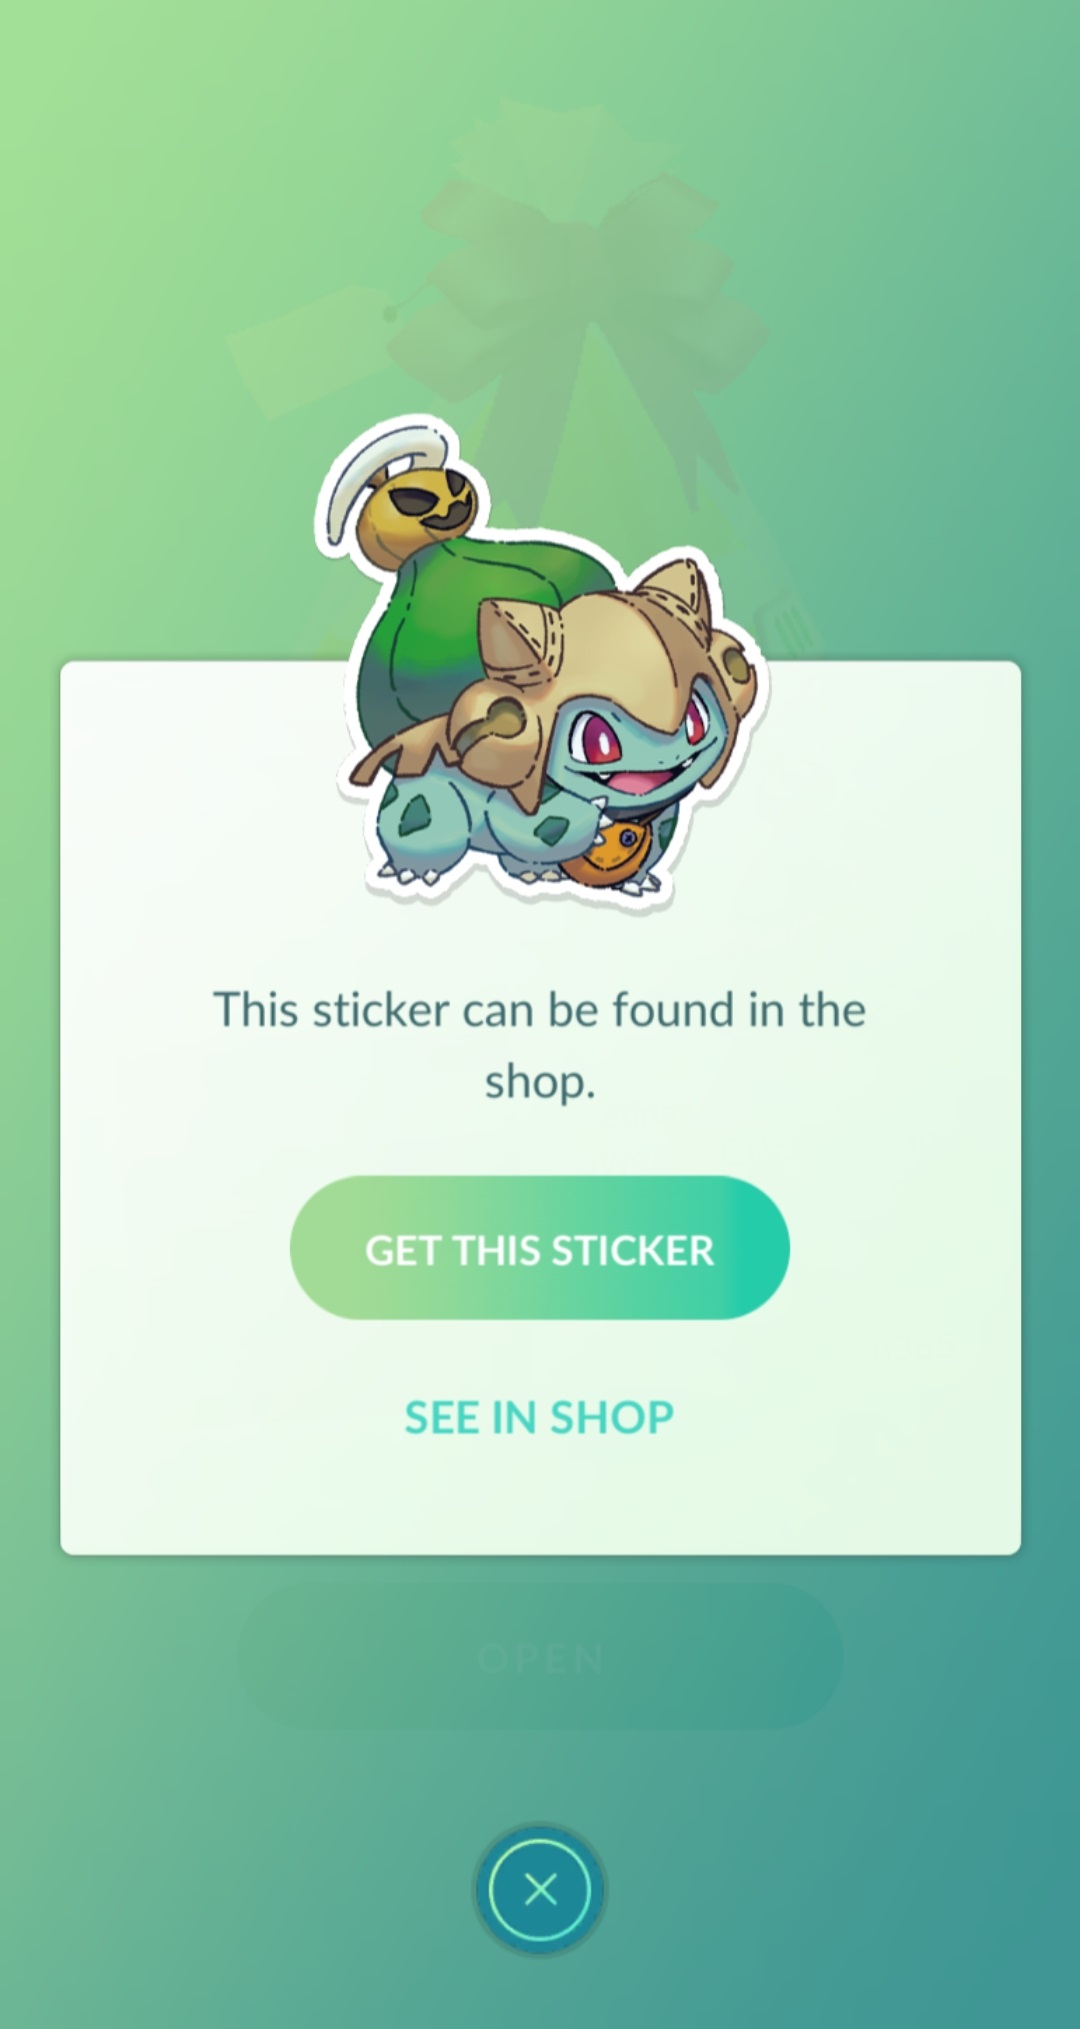 This sticker can be found in the
shop.
GET THIS STICKER
SEE IN SHOP
OPEN